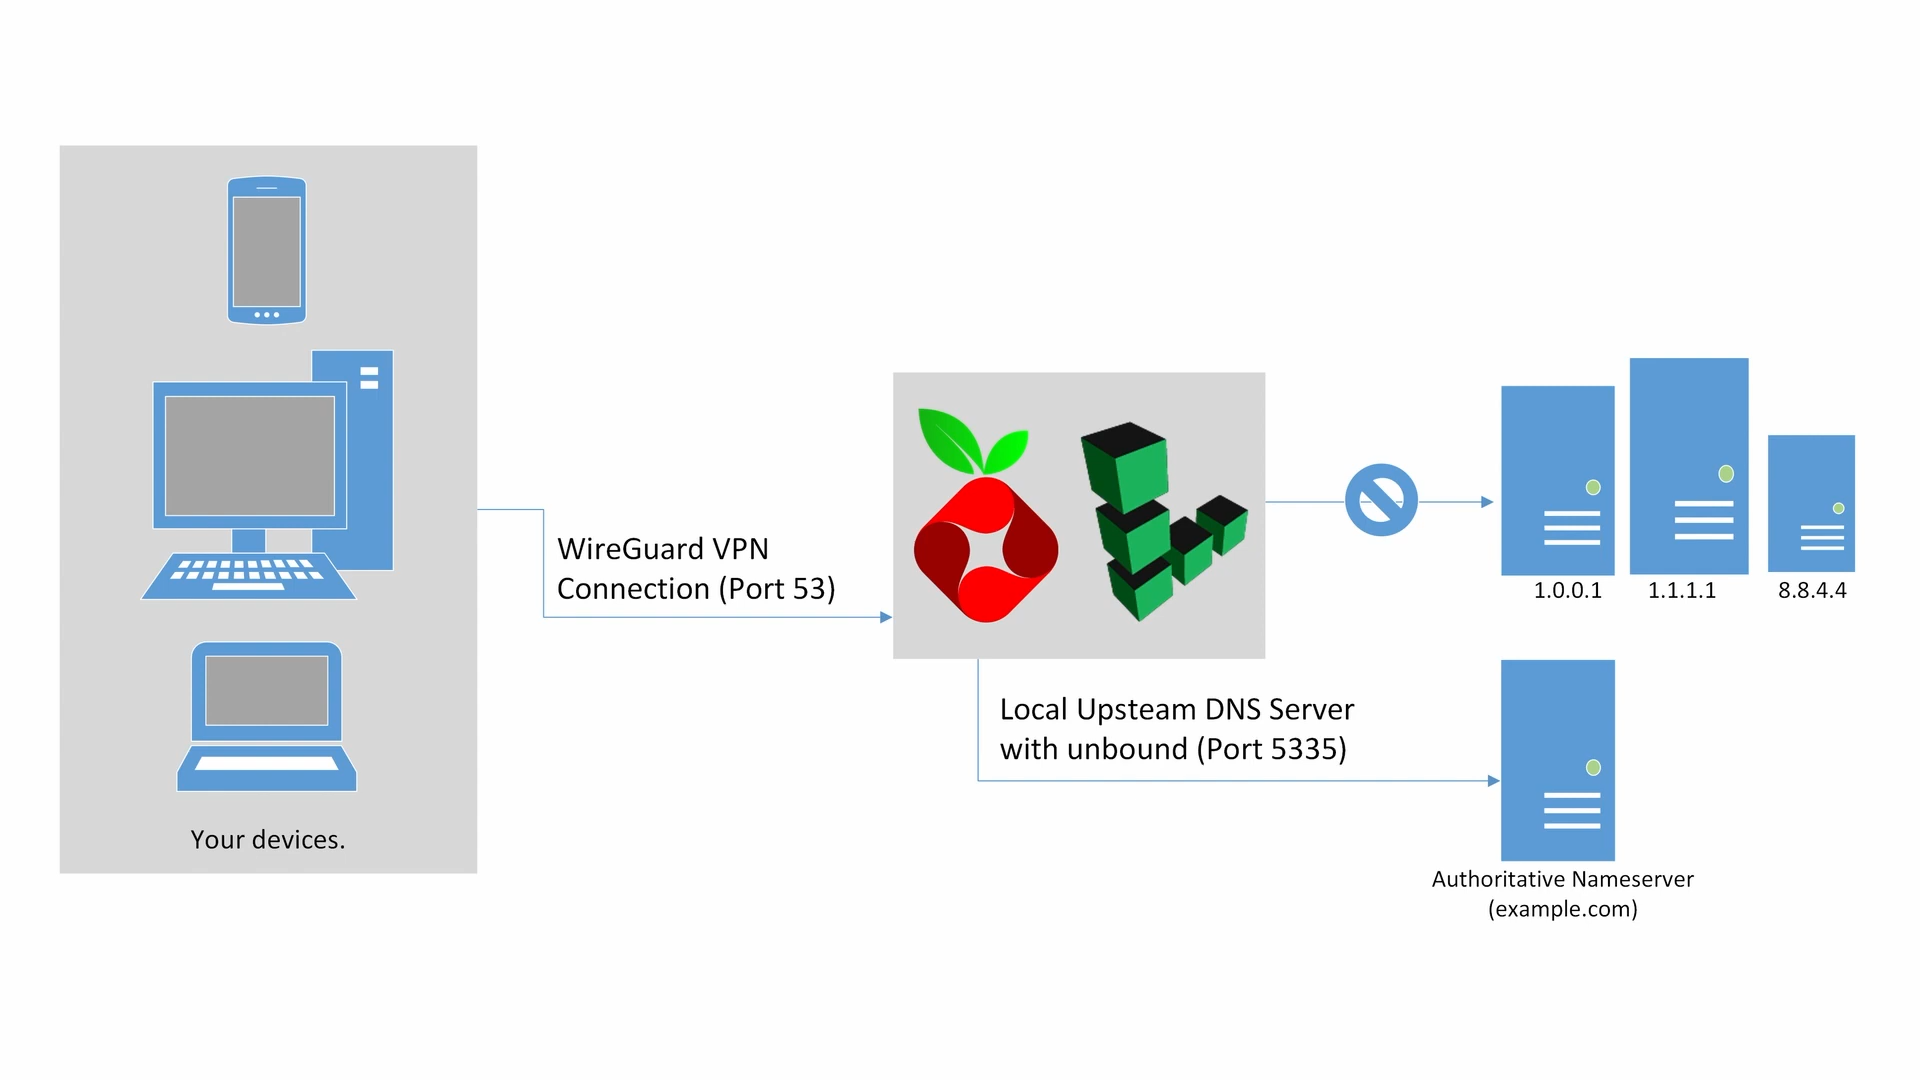 Your devices.
WireGuard VPN
Connection (Port 53)
Local Upsteam DNS Server
with unbound (Port 5335)
1.0.0.1
1.1.1.1
8.8.4.4
Authoritative Nameserver
(example.com)